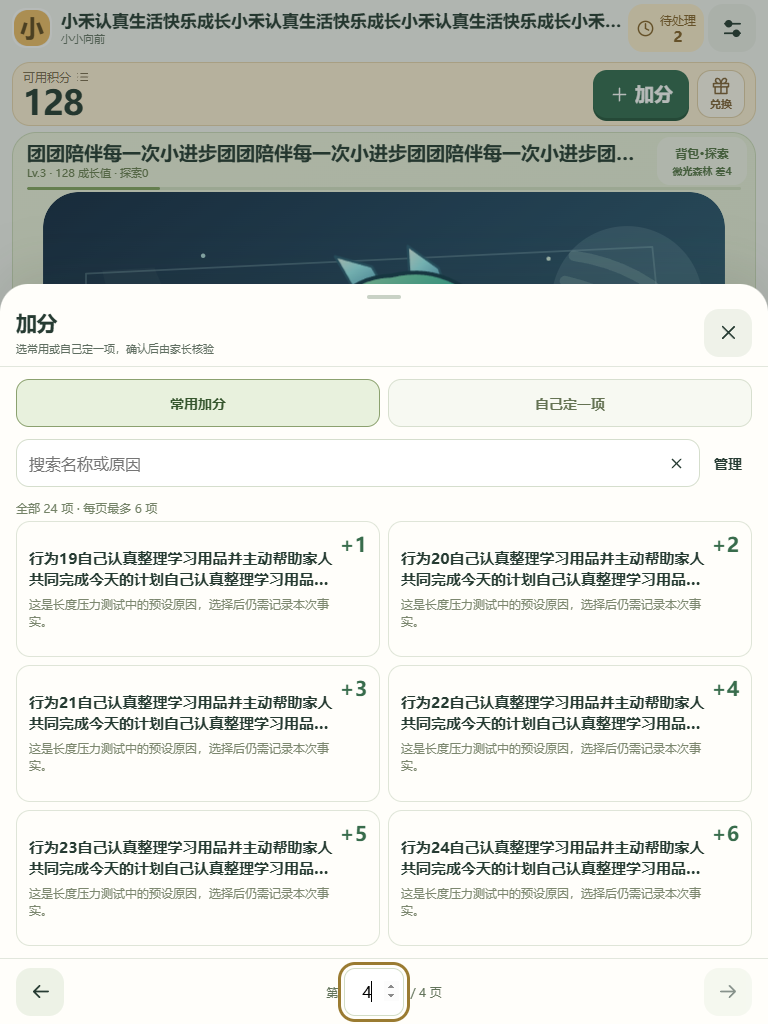 小
小禾认真生活快乐成长小禾认真生活快乐成长小禾认真生活快乐成长小禾...
小小向前
待处理
2
可用积分
128
加分
兑换
团团陪伴每一次小进步团团陪伴每一次小进步团团陪伴每一次小进步团...
Lv.3 · 128 成长值 · 探索0
背包·探索
微光森林 差4
加分
选常用或自己定一项，确认后由家长核验
常用加分
自己定一项
搜索名称或原因
管理
全部 24 项 · 每页最多 6 项
行为19自己认真整理学习用品并主动帮助家人
共同完成今天的计划自己认真整理学习用品...
+1
这是长度压力测试中的预设原因，选择后仍需记录本次事
实。
行为20自己认真整理学习用品并主动帮助家人
共同完成今天的计划自己认真整理学习用品...
+2
这是长度压力测试中的预设原因，选择后仍需记录本次事
实。
行为21自己认真整理学习用品并主动帮助家人
共同完成今天的计划自己认真整理学习用品...
+3
这是长度压力测试中的预设原因，选择后仍需记录本次事
实。
行为22自己认真整理学习用品并主动帮助家人
共同完成今天的计划自己认真整理学习用品...
+4
这是长度压力测试中的预设原因，选择后仍需记录本次事
实。
行为23自己认真整理学习用品并主动帮助家人
共同完成今天的计划自己认真整理学习用品...
+5
这是长度压力测试中的预设原因，选择后仍需记录本次事
实。
行为24自己认真整理学习用品并主动帮助家人
共同完成今天的计划自己认真整理学习用品...
+6
这是长度压力测试中的预设原因，选择后仍需记录本次事
实。
第 4 / 4 页